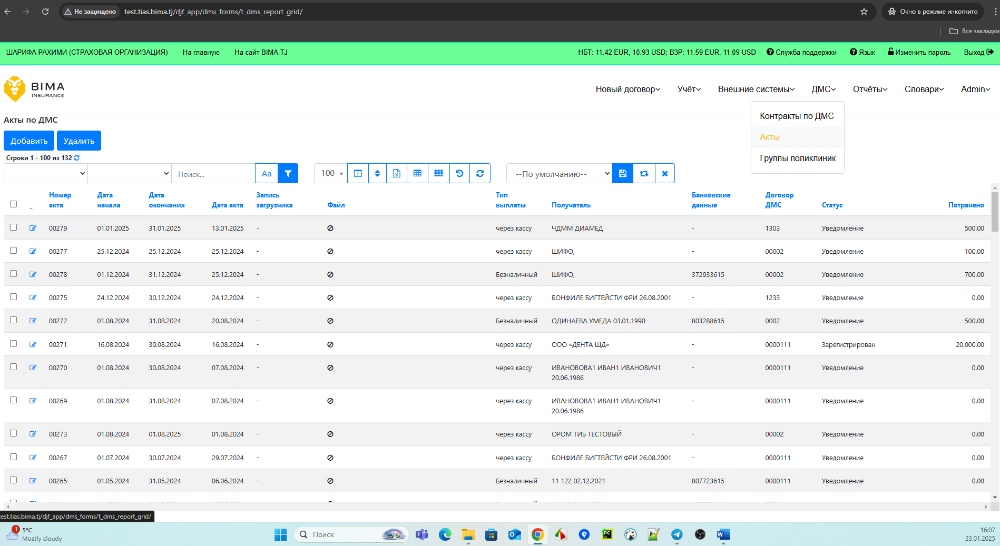 Не защищено
test.tias.bima.tj/djf_app/dms_forms/t_dms_report_grid/
Окно в режиме инкогнито
Все закладки
ШАРИФА РАХИМИ (СТРАХОВАЯ ОРГАНИЗАЦИЯ) На главную На сайт BIMA.TJ НБТ: 11.42 EUR, 10.93 USD; ВЗР: 11.59 EUR, 11.09 USD Служба поддержки Язык Изменить пароль Выход
BIMA
INSURANCE
Новый договор Учёт Внешние системы ДМС Отчёты Словари Admin
Контракты по ДМС
Акты
Группы поликлиник
Акты по ДМС
Добавить Удалить
Строки 1 - 100 из 132
Поиск... Aa 100 --По умолчанию--
Номер акта Дата начала Дата окончания Дата акта Запись загрузчика Файл Тип выплаты Получатель Банковские данные Договор ДМС Статус Потрачено
00279 01.01.2025 31.01.2025 13.01.2025 - через кассу ЧДММ ДИАМЕД - 1303 Уведомление 500.00
00277 25.12.2024 25.12.2024 25.12.2024 - через кассу ШИФО, - 00002 Уведомление 100.00
00278 01.12.2024 31.12.2024 25.12.2024 - Безналичный ШИФО, 372933615 00002 Уведомление 700.00
00275 24.12.2024 30.12.2024 24.12.2024 - через кассу БОНФИЛЕ БИГТЕЙСТИ ФРИ 26.08.2001 - 1233 Уведомление 0.00
00272 01.08.2024 31.08.2024 20.08.2024 - Безналичный ОДИНАЕВА УМЕДА 03.01.1990 803288615 0002 Уведомление 500.00
00271 16.08.2024 30.08.2024 16.08.2024 - через кассу ООО «ДЕНТА ШД» - 0000111 Зарегистрирован 20,000.00
00270 01.08.2024 30.08.2024 07.08.2024 - через кассу ИВАНОВОВА1 ИВАН1 ИВАНОВИЧ1 20.06.1986 - 0000111 Уведомление 0.00
00269 01.08.2024 31.08.2024 07.08.2024 - через кассу ИВАНОВОВА1 ИВАН1 ИВАНОВИЧ1 20.06.1986 - 0000111 Уведомление 0.00
00273 01.08.2024 01.08.2025 01.08.2024 - через кассу ОРОМ ТИБ ТЕСТОВЫЙ - 00002 Уведомление 0.00
00267 01.07.2024 30.07.2024 29.07.2024 - через кассу БОНФИЛЕ БИГТЕЙСТИ ФРИ 26.08.2001 - 0000111 Уведомление 0.00
00265 01.05.2024 31.05.2024 06.06.2024 - Безналичный 11 122 02.12.2021 807723615 0000111 Уведомление 0.00
test.tias.bima.tj/djf_app/dms_forms/t_dms_report_grid/
1
5°C
Mostly cloudy
Поиск
16:07
23.01.2025